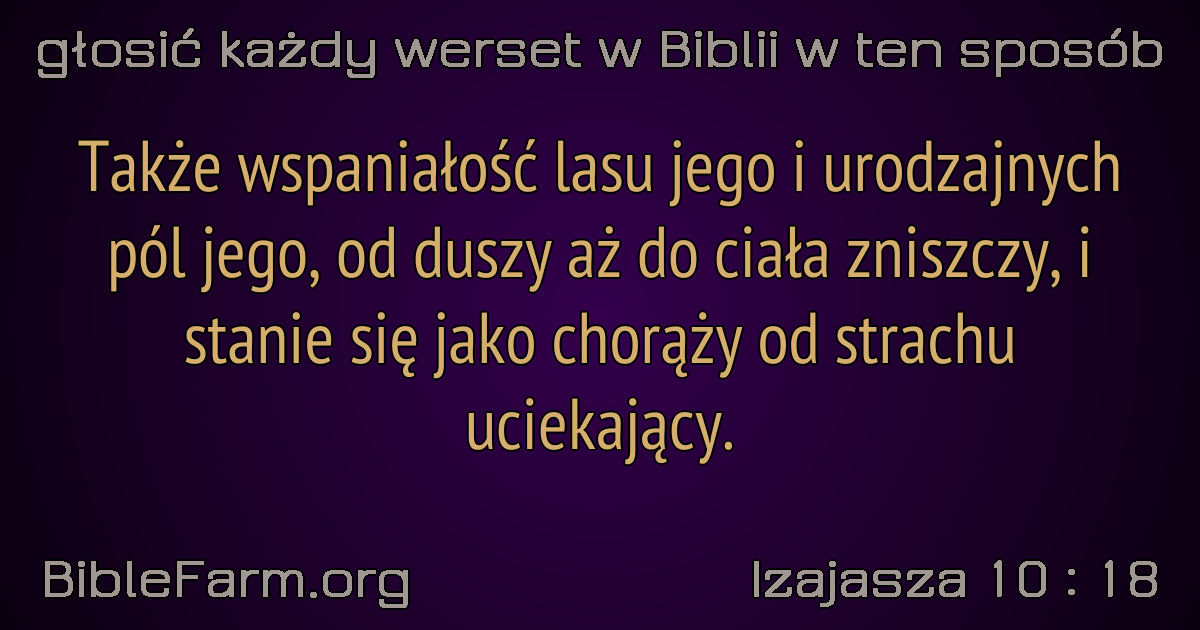 głosić każdy werset w Biblii w ten sposób
Także wspaniałość lasu jego i urodzajnych
pól jego, od duszy aż do ciała zniszczy, i
stanie się jako chorąży od strachu
uciekający.
BibleFarm.org
Izajasza 10 : 18